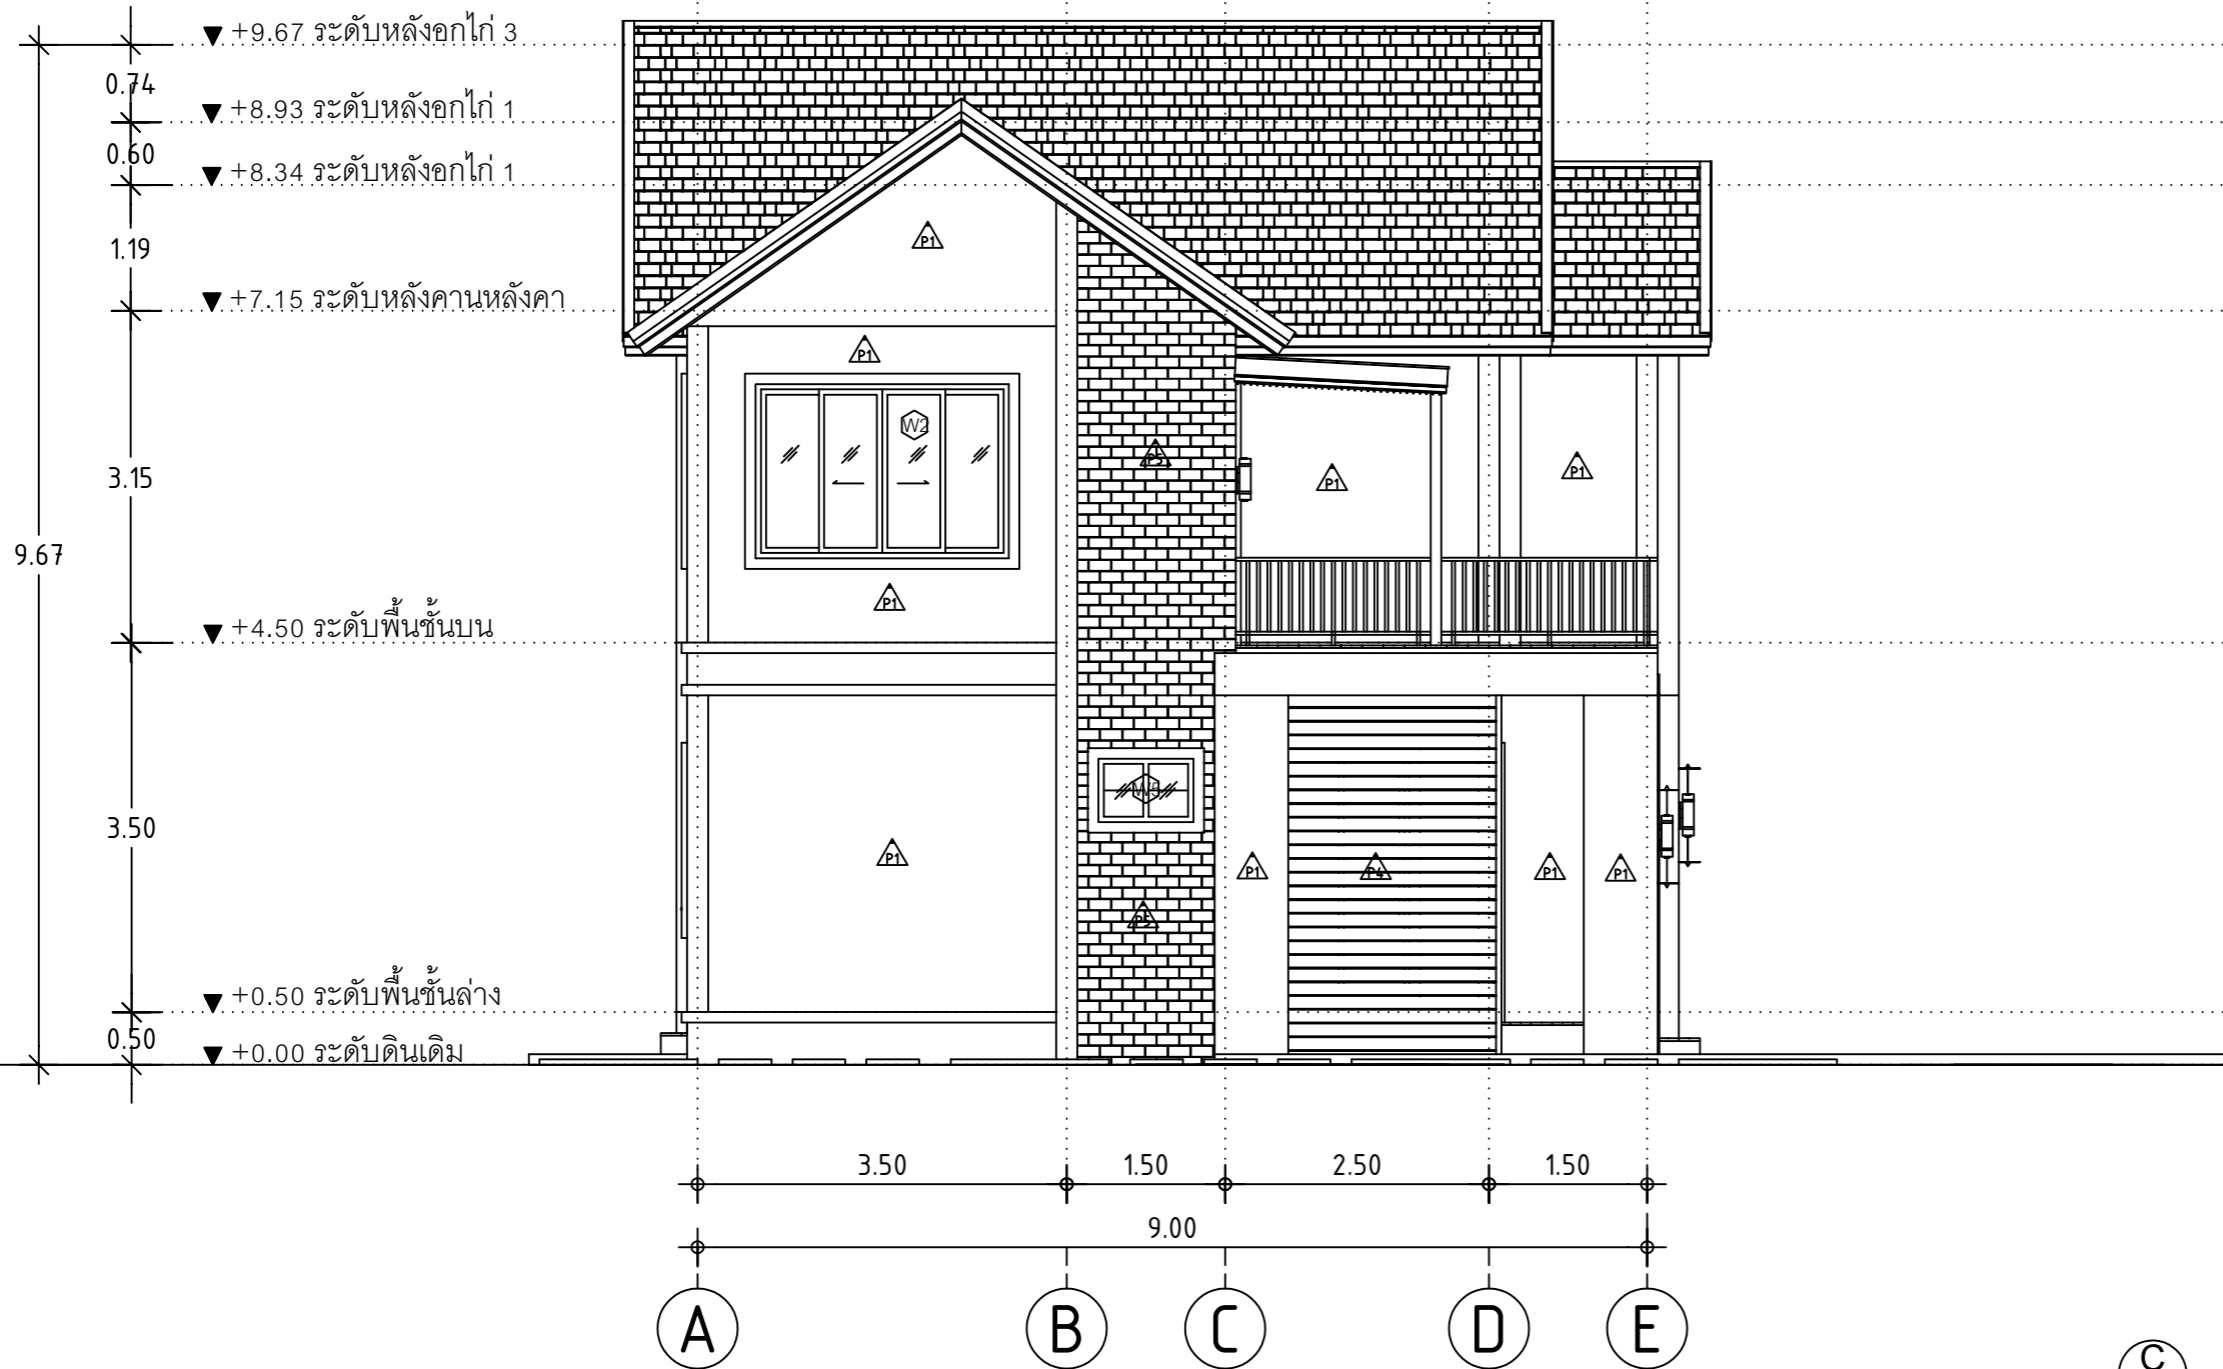 +9.67 ระดับหลังอกไก่ 3
0.74
+8.93 ระดับหลังอกไก่ 1
0.60
+8.34 ระดับหลังอกไก่ 1
P1
1.19
+7.15 ระดับหลังคานหลังคา
P1
W2
P5
P1
P1
3.15
9.67
P1
+4.50 ระดับพื้นชั้นบน
W5
3.50
P1
P1
P4
P1
P1
P5
+0.50 ระดับพื้นชั้นล่าง
0.50
+0.00 ระดับดินเดิม
3.50 1.50 2.50 1.50
9.00
A B C D E
C